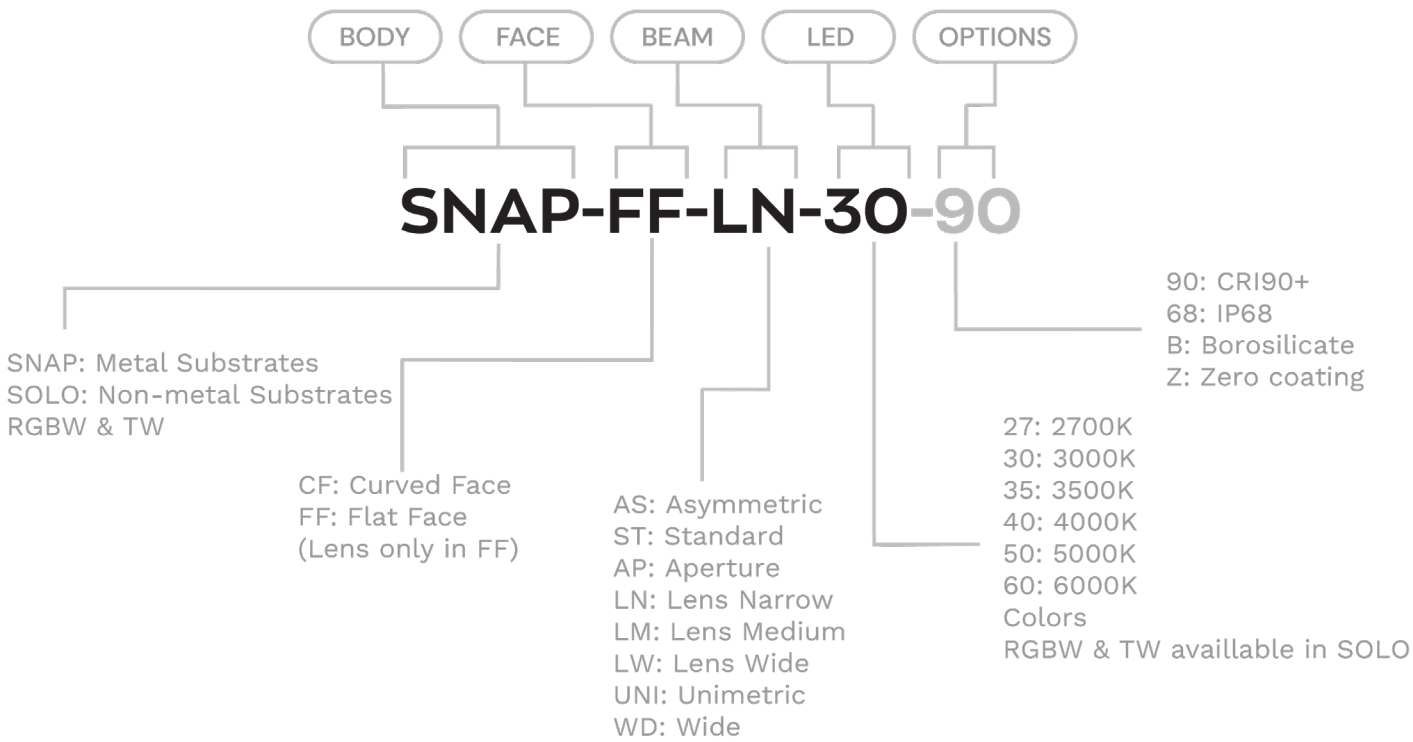 BODY FACE BEAM LED OPTIONS
SNAP-FF-LN-30-90
SNAP: Metal Substrates
SOLO: Non-metal Substrates
RGBW & TW
CF: Curved Face
FF: Flat Face
(Lens only in FF)
AS: Asymmetric
ST: Standard
AP: Aperture
LN: Lens Narrow
LM: Lens Medium
LW: Lens Wide
UNI: Unimetric
WD: Wide
27: 2700K
30: 3000K
35: 3500K
40: 4000K
50: 5000K
60: 6000K
Colors
RGBW & TW availlable in SOLO
90: CRI90+
68: IP68
B: Borosilicate
Z: Zero coating